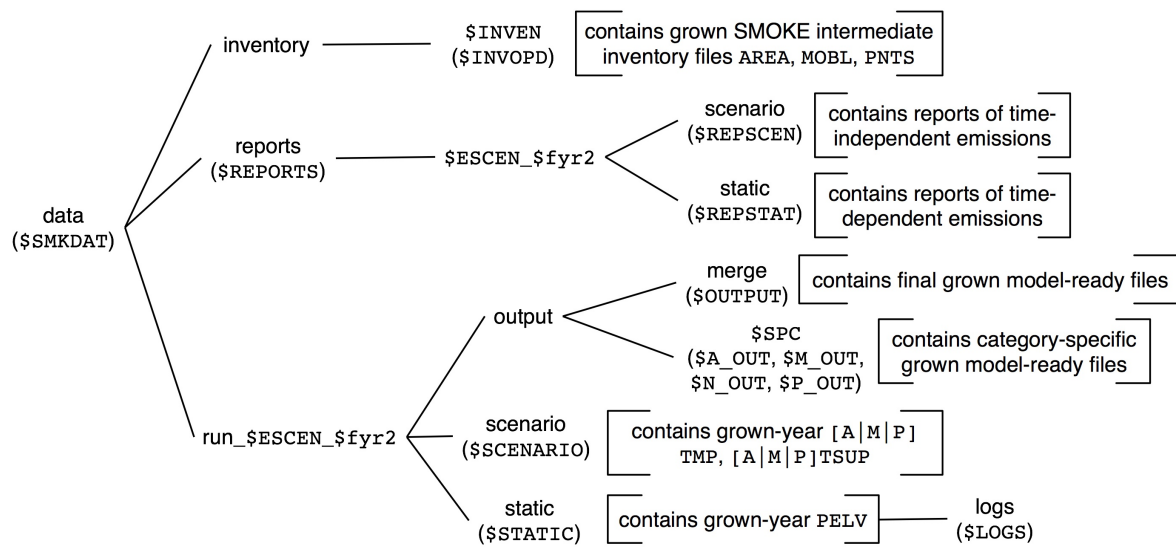 inventory
$INVEN
($INVOPD)
contains grown SMOKE intermediate
inventory files AREA, MOBL, PNTS
reports
($REPORTS)
$ESCEN_$fyr2
scenario
($REPSCEN)
contains reports of time-
independent emissions
static
($REPSTAT)
contains reports of time-
dependent emissions
data
($SMKDAT)
output
merge
($OUTPUT)
contains final grown model-ready files
$SPC
($A_OUT, $M_OUT,
$N_OUT, $P_OUT)
contains category-specific
grown model-ready files
run_$ESCEN_$fyr2
scenario
($SCENARIO)
contains grown-year [A|M|P]
TMP, [A|M|P]TSUP
static
($STATIC)
contains grown-year PELV
logs
($LOGS)